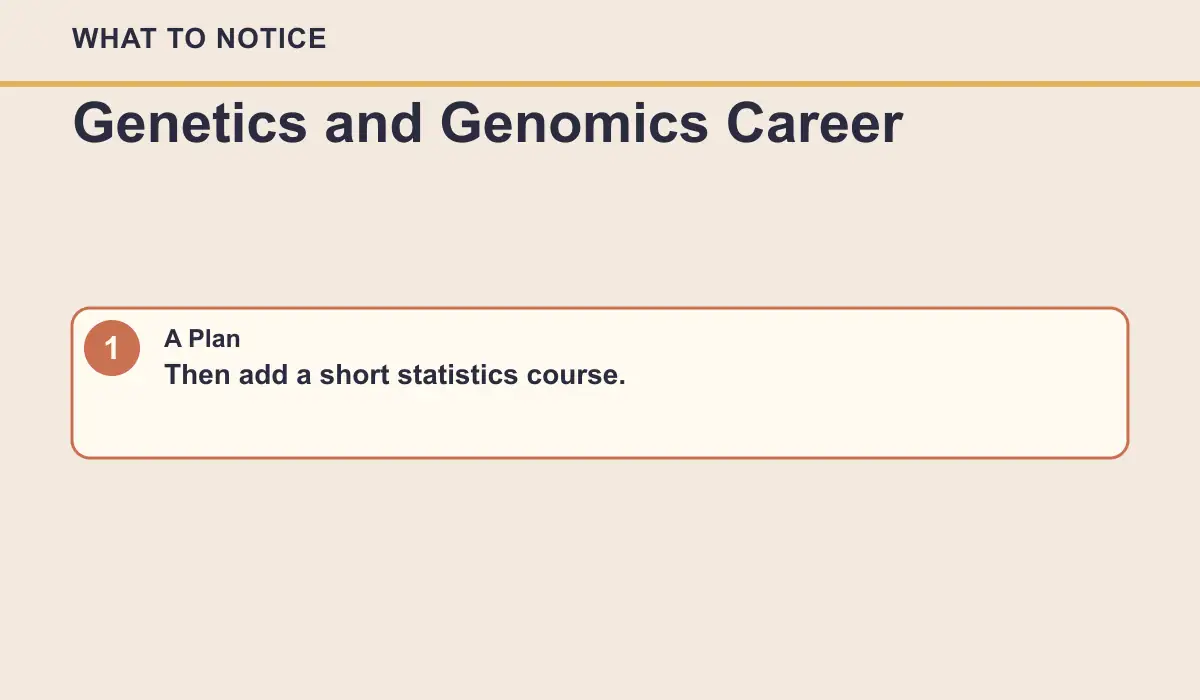 WHAT TO NOTICE
Genetics and Genomics Career
1
A Plan
Then add a short statistics course.